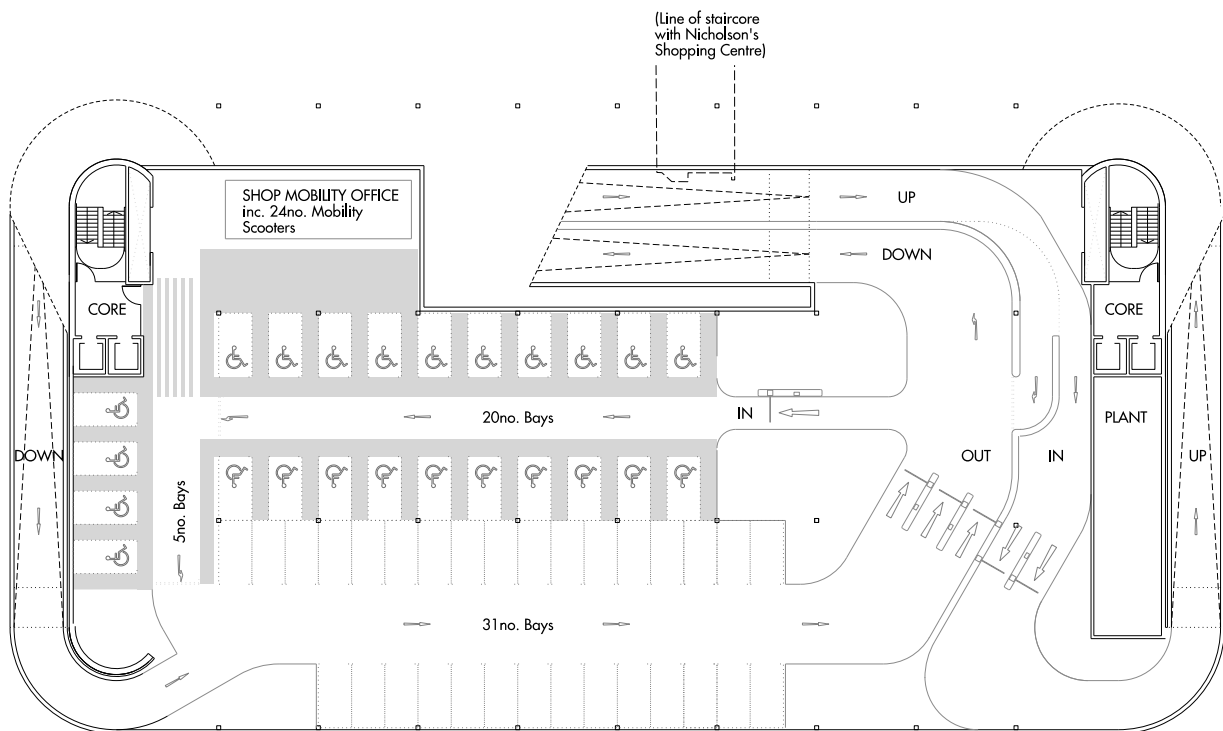 (Line of staircore
with Nicholson's
Shopping Centre)
SHOP MOBILITY OFFICE
inc. 24no. Mobility
Scooters
UP
DOWN
CORE
CORE
20no. Bays
IN
PLANT
DOWN
OUT
IN
UP
5no. Bays
31no. Bays